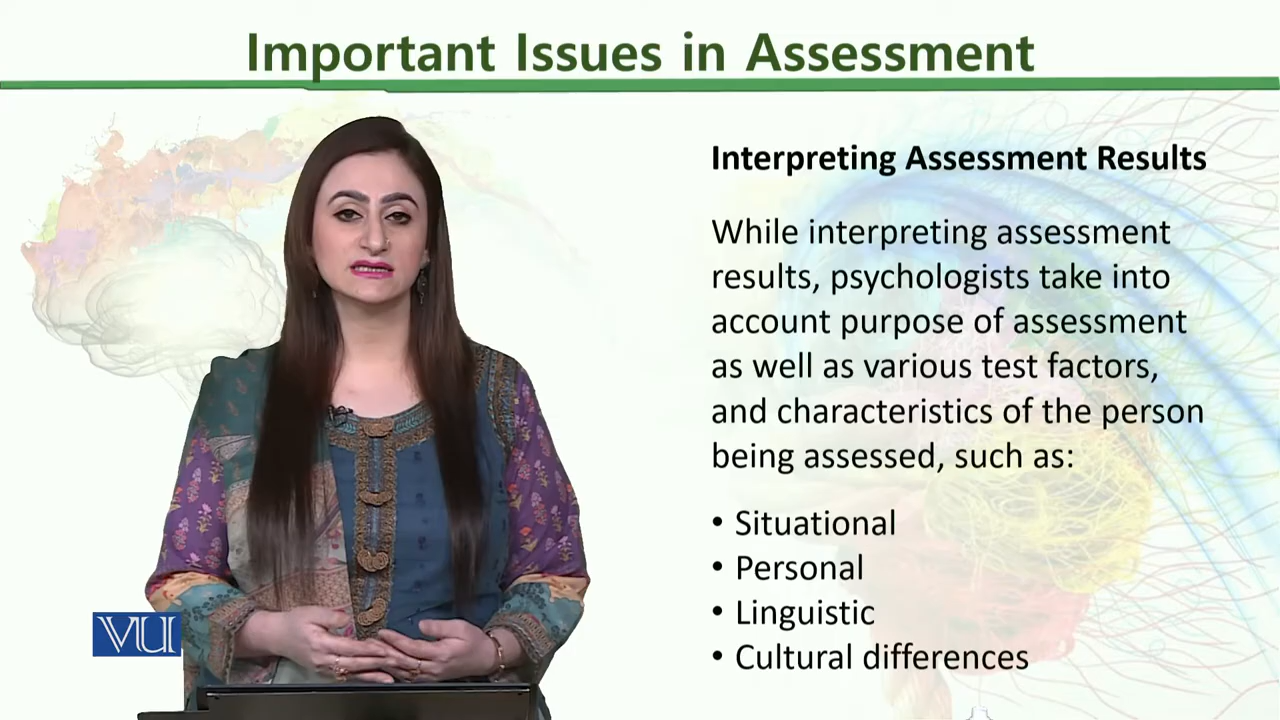 Important Issues in Assessment
Interpreting Assessment Results
While interpreting assessment
results, psychologists take into
account purpose of assessment
as well as various test factors,
and characteristics of the person
being assessed, such as:
• Situational
• Personal
• Linguistic
• Cultural differences
VU